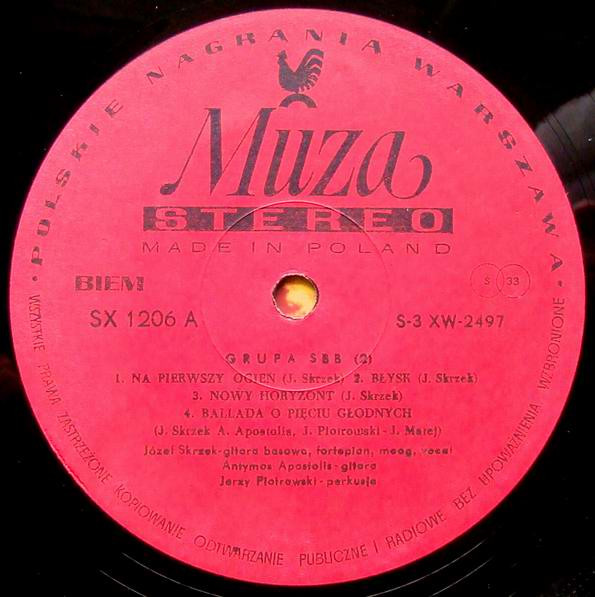 • POLSKIE NAGRANIA WARSZAWA •
Muza
STEREO
MADE IN POLAND
BIEM
S 33
SX 1206 A
S-3 XW-2497
GRUPA SBB (2)
1. NA PIERWSZY OGIEN (J. Skrzek) 2. BŁYSK (J. Skrzek)
3. NOWY HORYZONT (J. Skrzek)
4. BALLADA O PIĘCIU GŁODNYCH
(J. Skrzek A. Apostolis, J. Piotrowski - J. Matej)
Józef Skrzek-gitara basowa, fortepian, moog, vocal
Antymos Apostolis-gitara
Jerzy Piotrowski-perkusja
WSZYSTKIE PRAWA ZASTRZEŻONE KOPIOWANIE ODTWARZANIE PUBLICZNE I RADIOWE BEZ UPOWAŻNIENIA WZBRONIONE